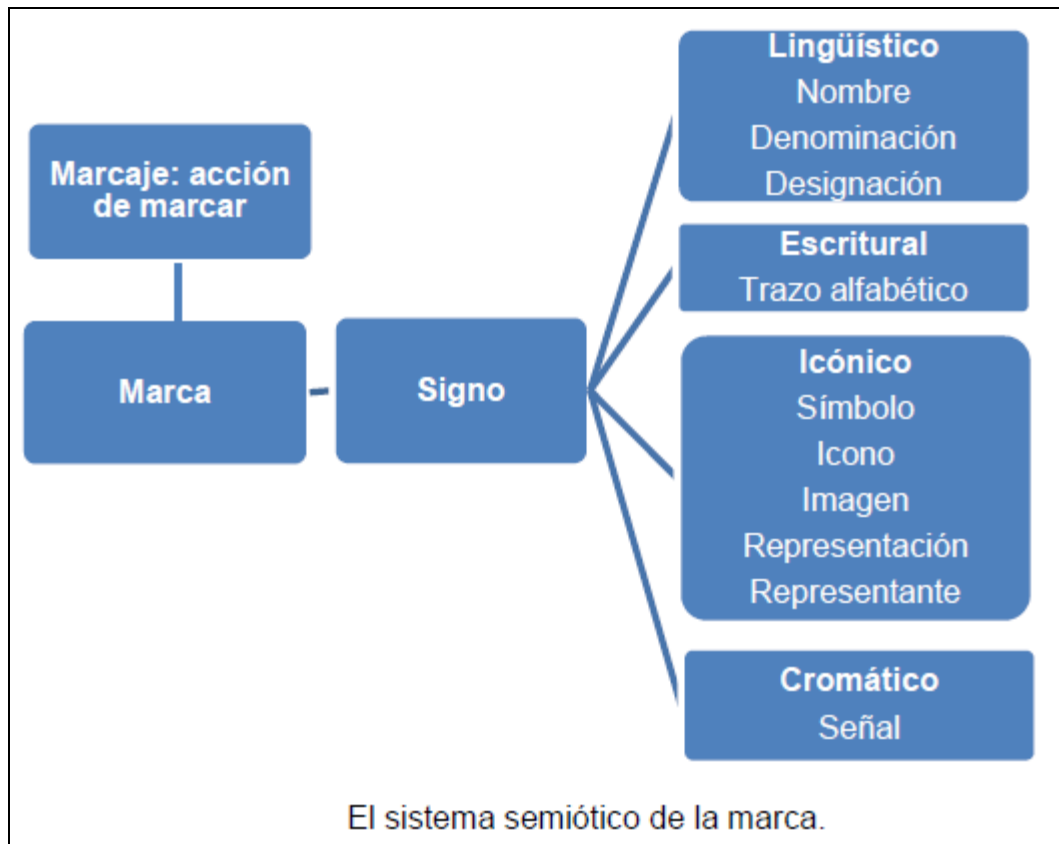 Marcaje: acción
de marcar
Marca
Signo
Lingüístico
Nombre
Denominación
Designación
Escritural
Trazo alfabético
Icónico
Símbolo
Icono
Imagen
Representación
Representante
Cromático
Señal
El sistema semiótico de la marca.